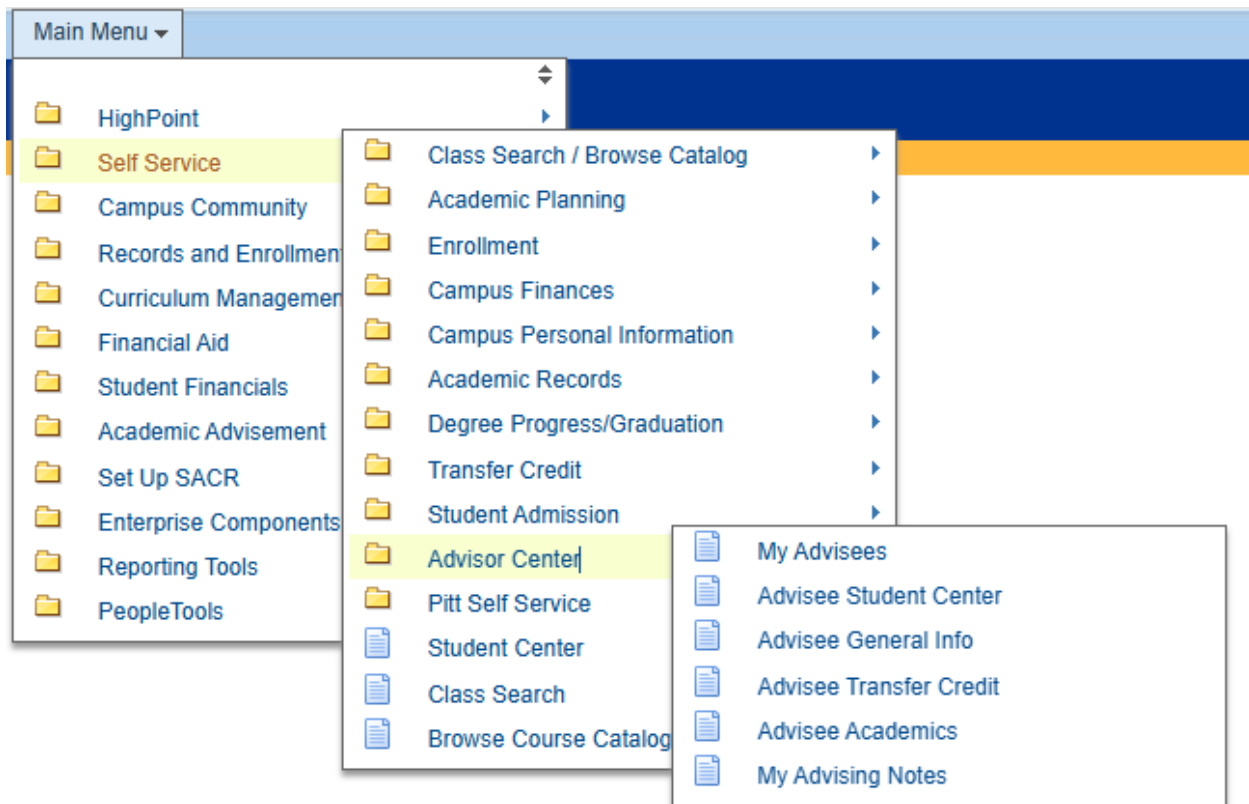 Main Menu
HighPoint
Self Service
Campus Community
Records and Enrollmen
Curriculum Managemen
Financial Aid
Student Financials
Academic Advisement
Set Up SACR
Enterprise Components
Reporting Tools
PeopleTools
Class Search / Browse Catalog
Academic Planning
Enrollment
Campus Finances
Campus Personal Information
Academic Records
Degree Progress/Graduation
Transfer Credit
Student Admission
Advisor Center
Pitt Self Service
Student Center
Class Search
Browse Course Catalog
My Advisees
Advisee Student Center
Advisee General Info
Advisee Transfer Credit
Advisee Academics
My Advising Notes